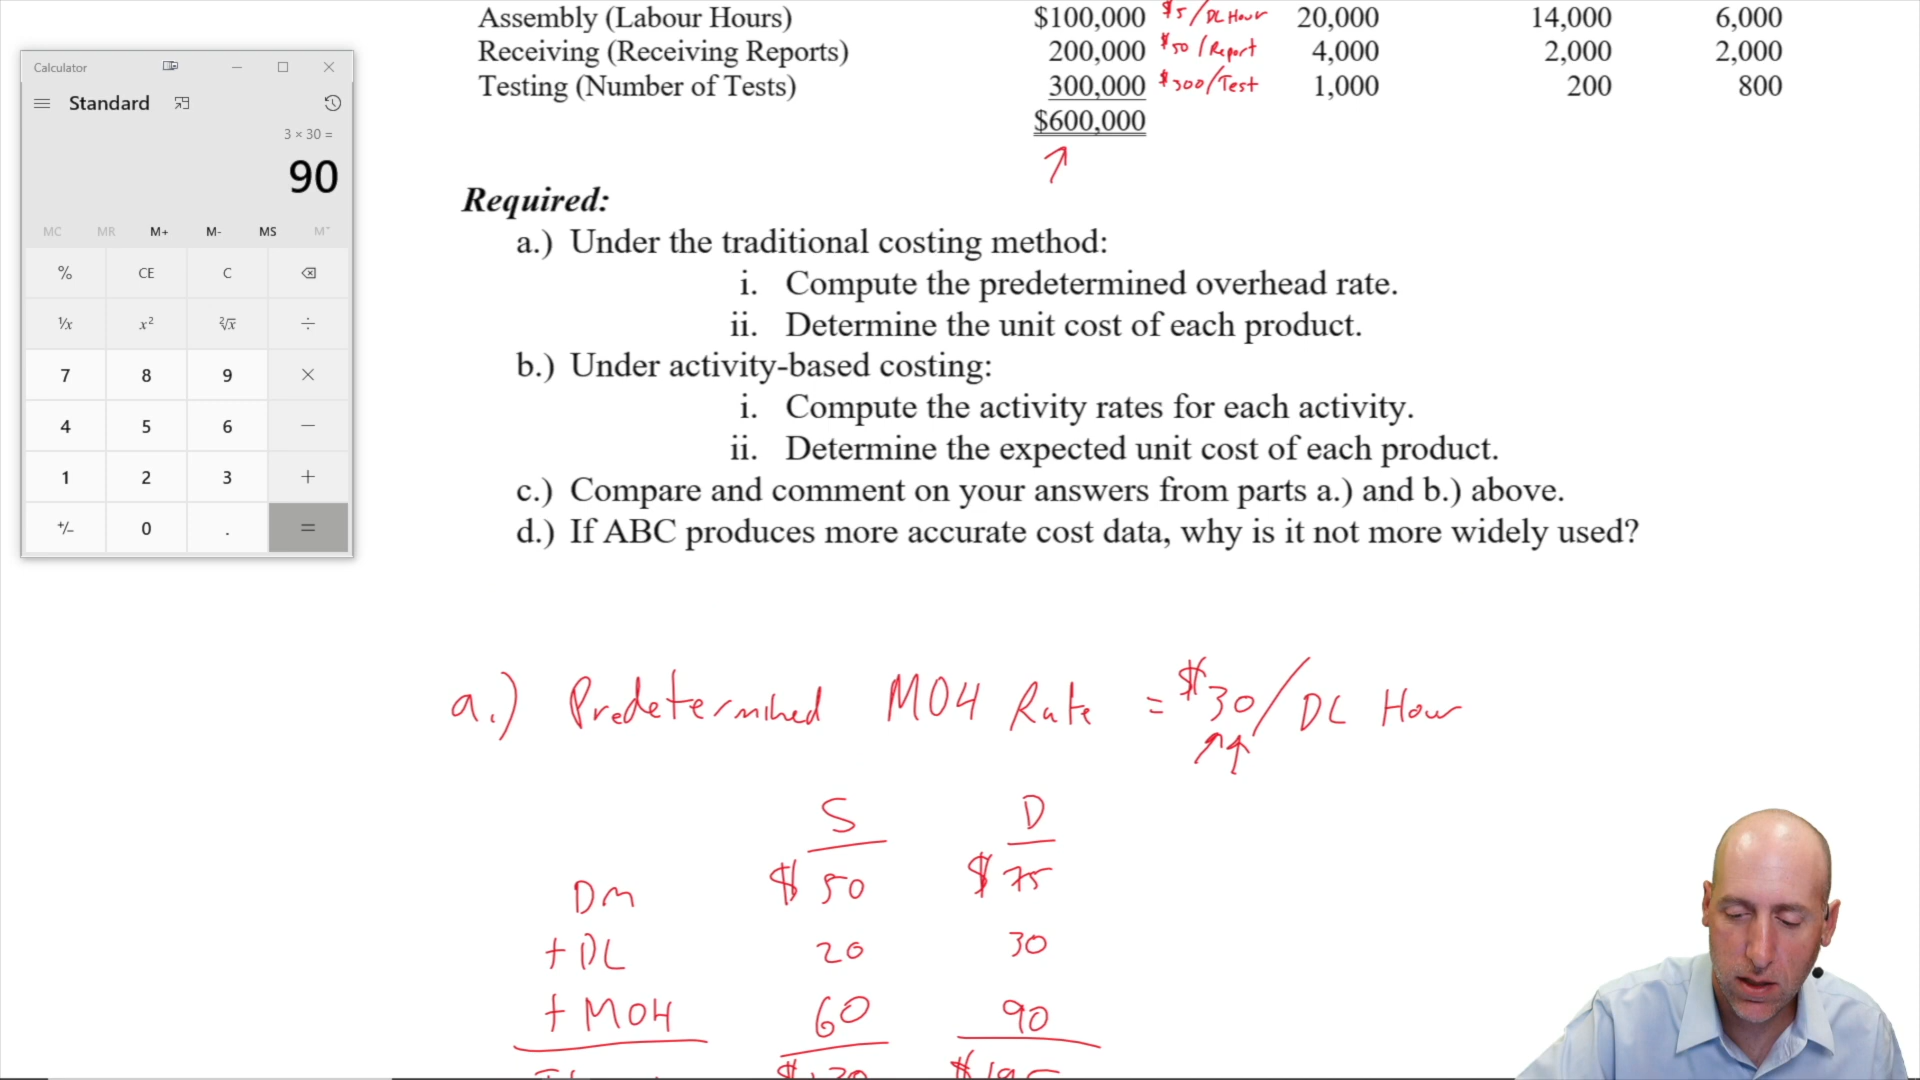 Assembly (Labour Hours) $100,000 $5/DL Hour 20,000 14,000 6,000
Receiving (Receiving Reports) 200,000 $50/Report 4,000 2,000 2,000
Testing (Number of Tests) 300,000 $300/Test 1,000 200 800
$600,000
Calculator
Standard
3 × 30 =
90
MC MR M+ M- MS M˅
% CE C
¹/x x² ²√x ÷
7 8 9 ×
4 5 6 −
1 2 3 +
+/− 0 . =
Required:
a.) Under the traditional costing method:
i. Compute the predetermined overhead rate.
ii. Determine the unit cost of each product.
b.) Under activity-based costing:
i. Compute the activity rates for each activity.
ii. Determine the expected unit cost of each product.
c.) Compare and comment on your answers from parts a.) and b.) above.
d.) If ABC produces more accurate cost data, why is it not more widely used?
a.) Predetermined MOH Rate = $30/DL Hour
S D
DM $50 $75
+ DL 20 30
+ MOH 60 90
$130 $195